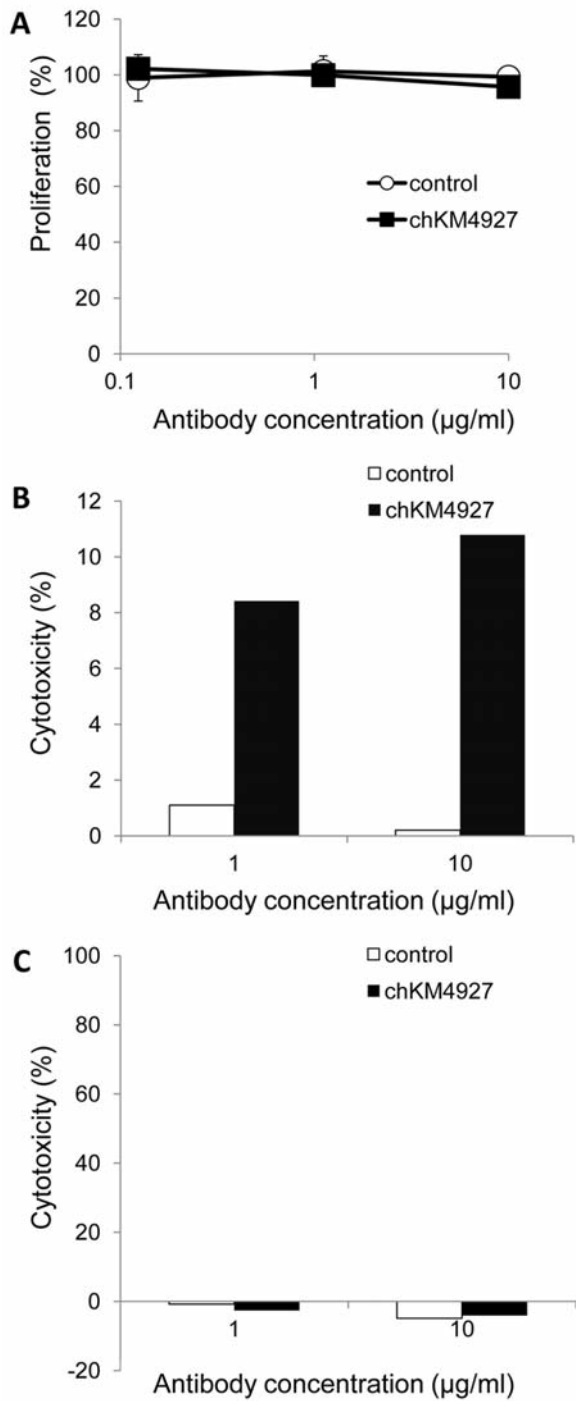 A
Proliferation (%)
120
100
80
60
40
20
0
control
chKM4927
0.1
1
10
Antibody concentration (µg/ml)
B
control
chKM4927
Cytotoxicity (%)
12
10
8
6
4
2
0
1
10
Antibody concentration (µg/ml)
C
control
chKM4927
Cytotoxicity (%)
100
80
60
40
20
0
-20
1
10
Antibody concentration (µg/ml)